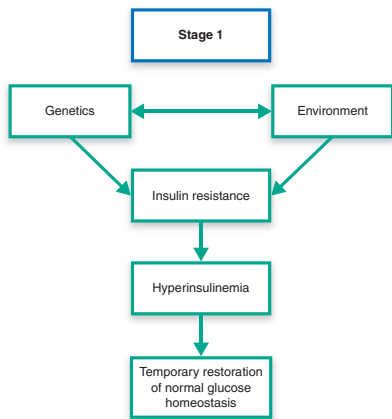 Stage 1
Genetics
Environment
Insulin resistance
Hyperinsulinemia
Temporary restoration
of normal glucose
homeostasis